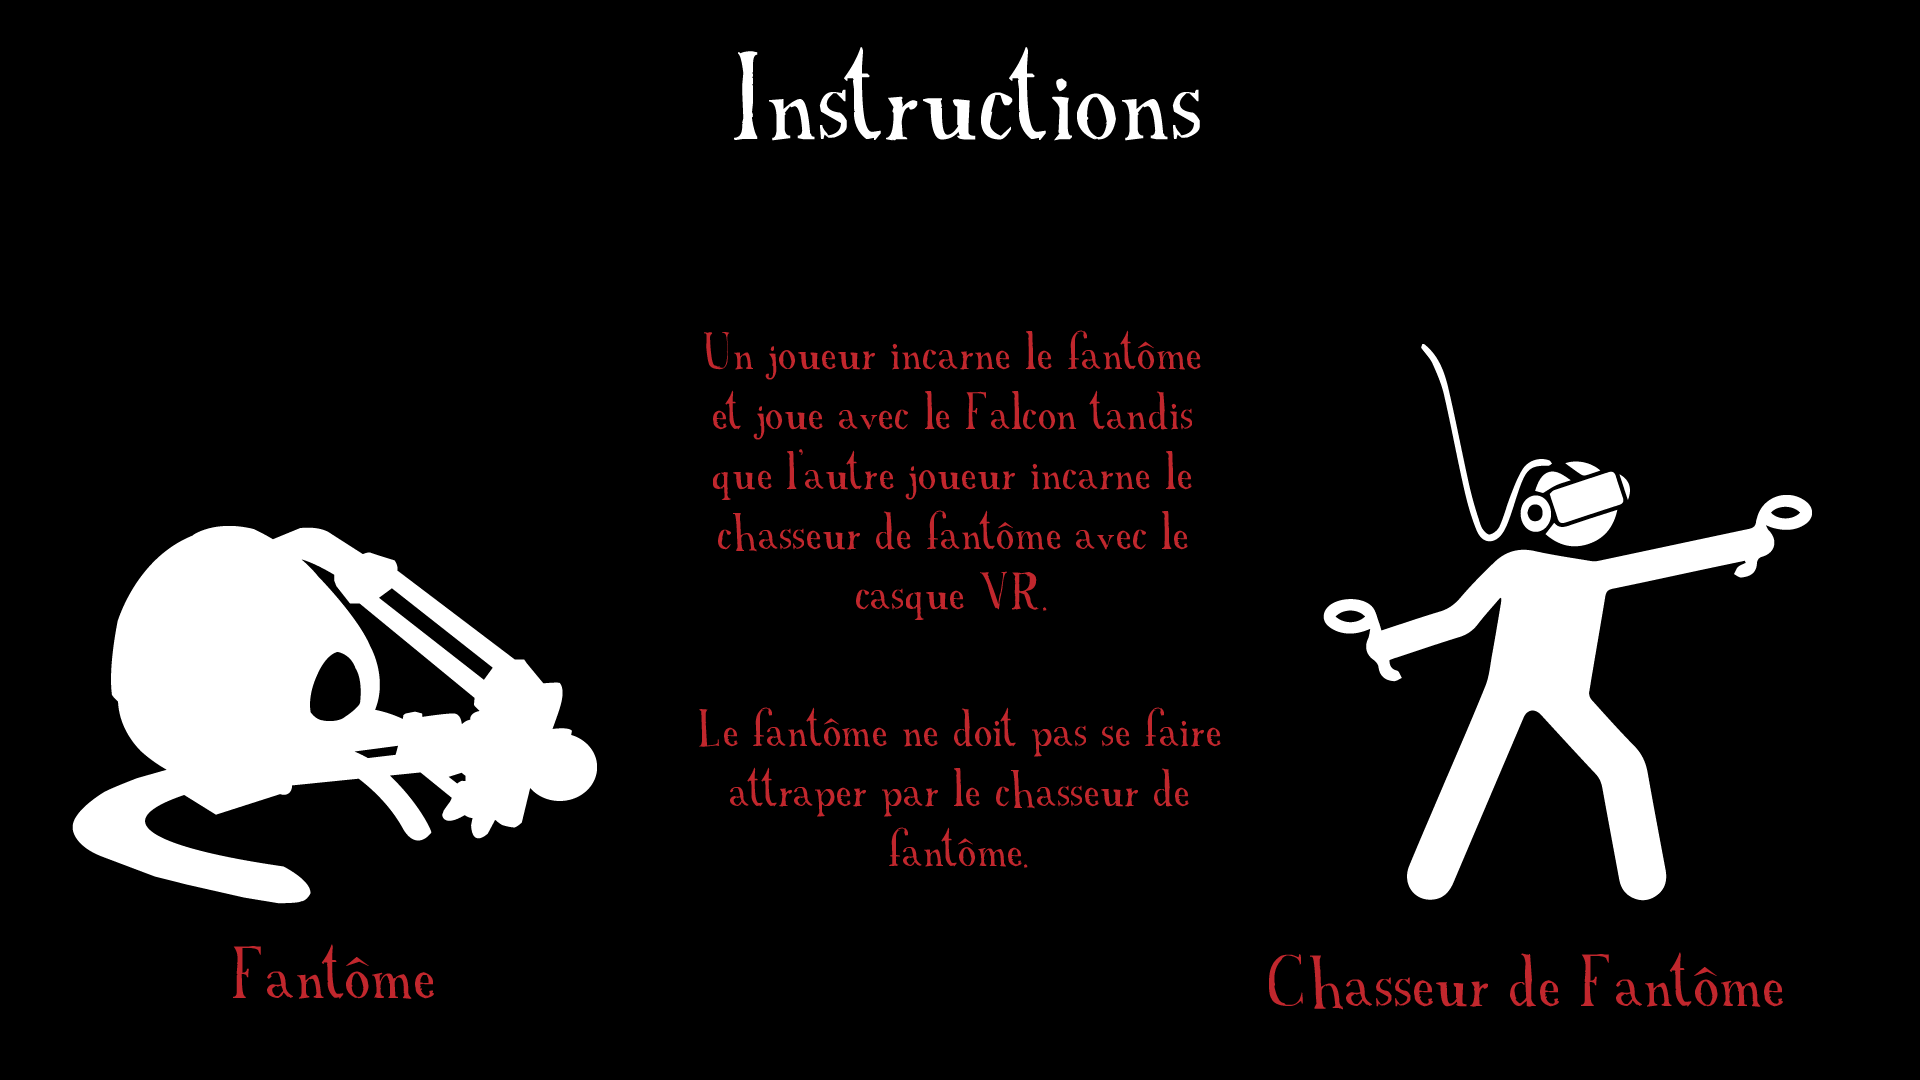 Instructions
Un joueur incarne le fantôme
et joue avec le Falcon tandis
que l'autre joueur incarne le
chasseur de fantôme avec le
casque VR.
Le fantôme ne doit pas se faire
attraper par le chasseur de
fantôme.
Fantôme
Chasseur de Fantôme